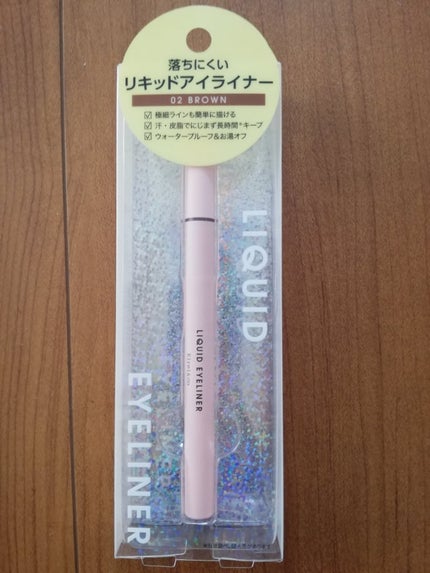 落ちにくい
リキッドアイライナー
02 BROWN
極細ラインも簡単に描ける
汗・皮脂でにじまず長時間*キープ
ウォータープルーフ&お湯オフ
LIQUID
EYELINER
LIQUID EYELINER